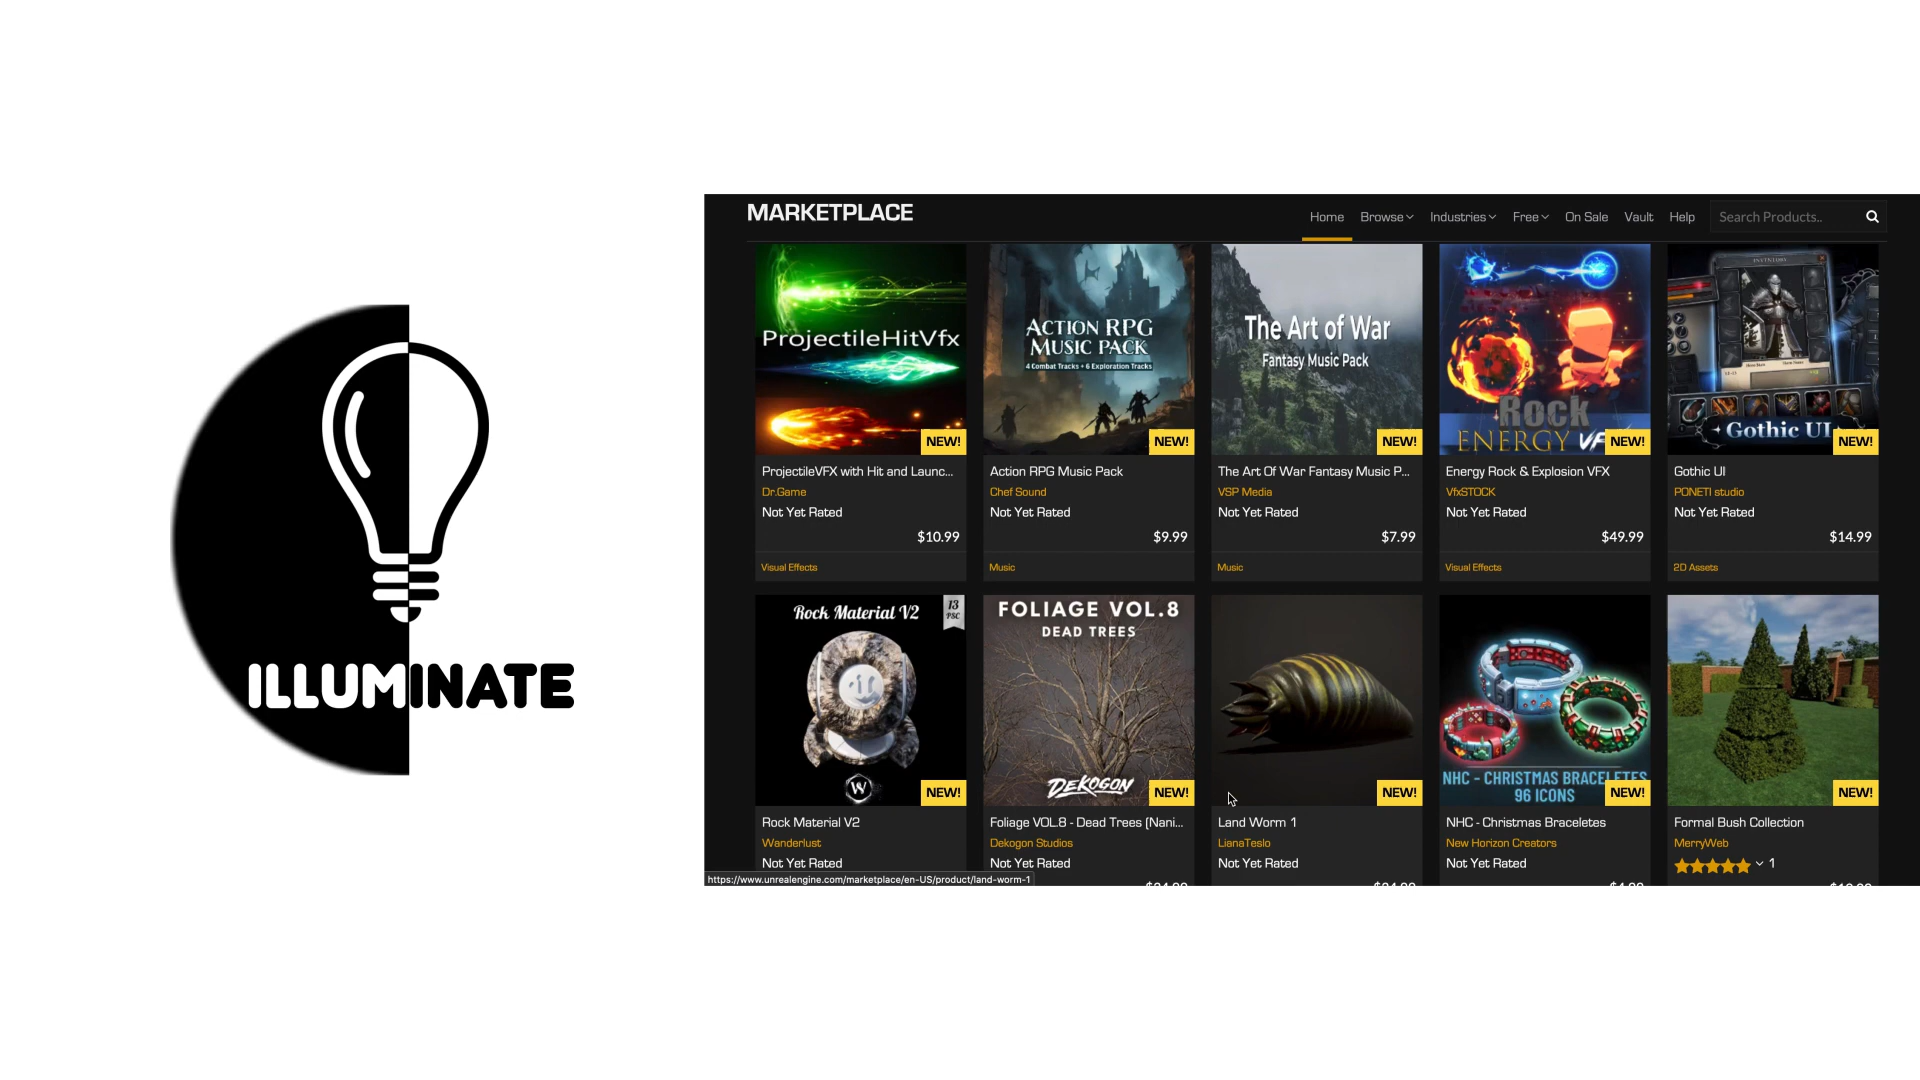 ILLUMINATE
MARKETPLACE
Home
Browse
Industries
Free
On Sale
Vault
Help
Search Products..
ProjectileHitVfx
NEW!
ACTION RPG
MUSIC PACK
4 Combat Tracks + 6 Exploration Tracks
NEW!
The Art of War
Fantasy Music Pack
NEW!
Rock
ENERGY VF
NEW!
INVENTORY
Gothic UI
NEW!
ProjectileVFX with Hit and Launc...
Dr.Game
Not Yet Rated
$10.99
Visual Effects
Action RPG Music Pack
Chef Sound
Not Yet Rated
$9.99
Music
The Art Of War Fantasy Music P...
VSP Media
Not Yet Rated
$7.99
Music
Energy Rock & Explosion VFX
VfxSTOCK
Not Yet Rated
$49.99
Visual Effects
Gothic UI
PONETI studio
Not Yet Rated
$14.99
2D Assets
Rock Material V2
13
PSC
W
NEW!
FOLIAGE VOL.8
DEAD TREES
DEKOGON
NEW!
NEW!
NHC - CHRISTMAS BRACELETES
96 ICONS
NEW!
NEW!
Rock Material V2
Wanderlust
Not Yet Rated
Foliage VOL.8 - Dead Trees (Nani...
Dekogon Studios
Not Yet Rated
Land Worm 1
LianaTeslo
Not Yet Rated
NHC - Christmas Braceletes
New Horizon Creators
Not Yet Rated
Formal Bush Collection
MerryWeb
1
https://www.unrealengine.com/marketplace/en-US/product/land-worm-1